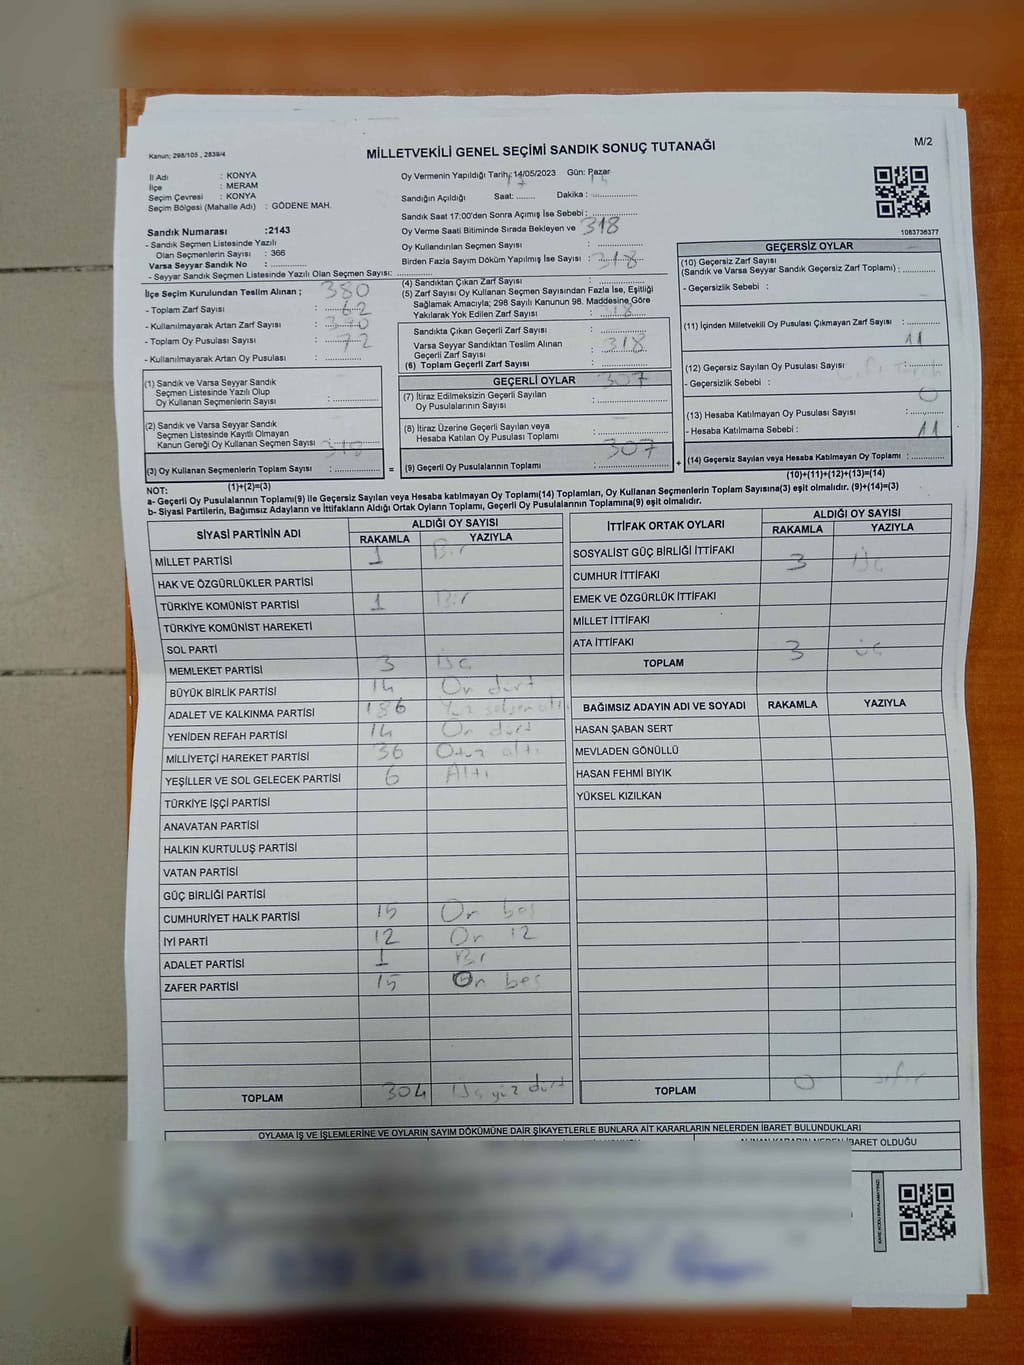 Kanun; 298/105 , 2839/4
MİLLETVEKİLİ GENEL SEÇİMİ SANDIK SONUÇ TUTANAĞI
M/2
İl Adı : KONYA
İlçe : MERAM
Seçim Çevresi : KONYA
Seçim Bölgesi (Mahalle Adı) : GÖDENE MAH.
Sandık Numarası :2143
- Sandık Seçmen Listesinde Yazılı
Olan Seçmenlerin Sayısı : 366
Varsa Seyyar Sandık No :
- Seyyar Sandık Seçmen Listesinde Yazılı Olan Seçmen Sayısı:
İlçe Seçim Kurulundan Teslim Alınan ; 380
- Toplam Zarf Sayısı : 62
- Kullanılmayarak Artan Zarf Sayısı :
- Toplam Oy Pusulası Sayısı : 72
- Kullanılmayarak Artan Oy Pusulası :
Oy Vermenin Yapıldığı Tarih: 14/05/2023 Gün: Pazar
Sandığın Açıldığı Saat: 17 Dakika :
Sandık Saat 17:00'den Sonra Açımış İse Sebebi :
Oy Verme Saati Bitiminde Sırada Bekleyen ve 318
Oy Kullandırılan Seçmen Sayısı :
Birden Fazla Sayım Döküm Yapılmış İse Sayısı : 318
(4) Sandıktan Çıkan Zarf Sayısı :
(5) Zarf Sayısı Oy Kullanan Seçmen Sayısından Fazla İse, Eşitliği
Sağlamak Amacıyla; 298 Sayılı Kanunun 98. Maddesine Göre
Yakılarak Yok Edilen Zarf Sayısı : 318
Sandıkta Çıkan Geçerli Zarf Sayısı :
Varsa Seyyar Sandıktan Teslim Alınan : 318
Geçerli Zarf Sayısı
(6) Toplam Geçerli Zarf Sayısı :
1083736377
GEÇERSİZ OYLAR
(10) Geçersiz Zarf Sayısı
(Sandık ve Varsa Seyyar Sandık Geçersiz Zarf Toplamı) :
- Geçersizlik Sebebi :
(11) İçinden Milletvekili Oy Pusulası Çıkmayan Zarf Sayısı :
11
(12) Geçersiz Sayılan Oy Pusulası Sayısı :
- Geçersizlik Sebebi :
0
(13) Hesaba Katılmayan Oy Pusulası Sayısı :
- Hesaba Katılmama Sebebi : 11
(14) Geçersiz Sayılan veya Hesaba Katılmayan Oy Toplamı :
(10)+(11)+(12)+(13)=(14)
(1) Sandık ve Varsa Seyyar Sandık
Seçmen Listesinde Yazılı Olup
Oy Kullanan Seçmenlerin Sayısı :
(2) Sandık ve Varsa Seyyar Sandık
Seçmen Listesinde Kayıtlı Olmayan
Kanun Gereği Oy Kullanan Seçmen Sayısı : 318
(3) Oy Kullanan Seçmenlerin Toplam Sayısı :
(1)+(2)=(3)
GEÇERLİ OYLAR 307
(7) İtiraz Edilmeksizin Geçerli Sayılan
Oy Pusulalarının Sayısı :
(8) İtiraz Üzerine Geçerli Sayılan veya
Hesaba Katılan Oy Pusulası Toplamı :
307
= (9) Geçerli Oy Pusulalarının Toplamı : +
NOT:
a- Geçerli Oy Pusulalarının Toplamı(9) ile Geçersiz Sayılan veya Hesaba katılmayan Oy Toplamı(14) Toplamları, Oy Kullanan Seçmenlerin Toplam Sayısına(3) eşit olmalıdır. (9)+(14)=(3)
b- Siyasi Partilerin, Bağımsız Adayların ve İttifakların Aldığı Ortak Oyların Toplamı, Geçerli Oy Pusulalarının Toplamına(9) eşit olmalıdır.
SİYASİ PARTİNİN ADI ALDIĞI OY SAYISI
RAKAMLA YAZIYLA
MİLLET PARTİSİ 1 Bir
HAK VE ÖZGÜRLÜKLER PARTİSİ
TÜRKİYE KOMÜNİST PARTİSİ 1 Bir
TÜRKİYE KOMÜNİST HAREKETİ
SOL PARTİ
MEMLEKET PARTİSİ 3 Üç
BÜYÜK BİRLİK PARTİSİ 14 On dört
ADALET VE KALKINMA PARTİSİ 186 Yüz seksen altı
YENİDEN REFAH PARTİSİ 14 On dört
MİLLİYETÇİ HAREKET PARTİSİ 36 Otuz altı
YEŞİLLER VE SOL GELECEK PARTİSİ 6 Altı
TÜRKİYE İŞÇİ PARTİSİ
ANAVATAN PARTİSİ
HALKIN KURTULUŞ PARTİSİ
VATAN PARTİSİ
GÜÇ BİRLİĞİ PARTİSİ
CUMHURİYET HALK PARTİSİ 15 On beş
İYİ PARTİ 12 On 12
ADALET PARTİSİ 1 Bir
ZAFER PARTİSİ 15 On beş
TOPLAM 304 Üç yüz dört
İTTİFAK ORTAK OYLARI ALDIĞI OY SAYISI
RAKAMLA YAZIYLA
SOSYALİST GÜÇ BİRLİĞİ İTTİFAKI
CUMHUR İTTİFAKI 3 Üç
EMEK VE ÖZGÜRLÜK İTTİFAKI
MİLLET İTTİFAKI
ATA İTTİFAKI
TOPLAM 3 üç
BAĞIMSIZ ADAYIN ADI VE SOYADI RAKAMLA YAZIYLA
HASAN ŞABAN SERT
MEVLADEN GÖNÜLLÜ
HASAN FEHMİ BIYIK
YÜKSEL KIZILKAN
TOPLAM 0 sıfır
OYLAMA İŞ VE İŞLEMLERİNE VE OYLARIN SAYIM DÖKÜMÜNE DAİR ŞİKAYETLERLE BUNLARA AİT KARARLARIN NELERDEN İBARET BULUNDUKLARI
ALINAN KARARIN NEDEN İBARET OLDUĞU
KARE KODU KARALAMAYINIZ!